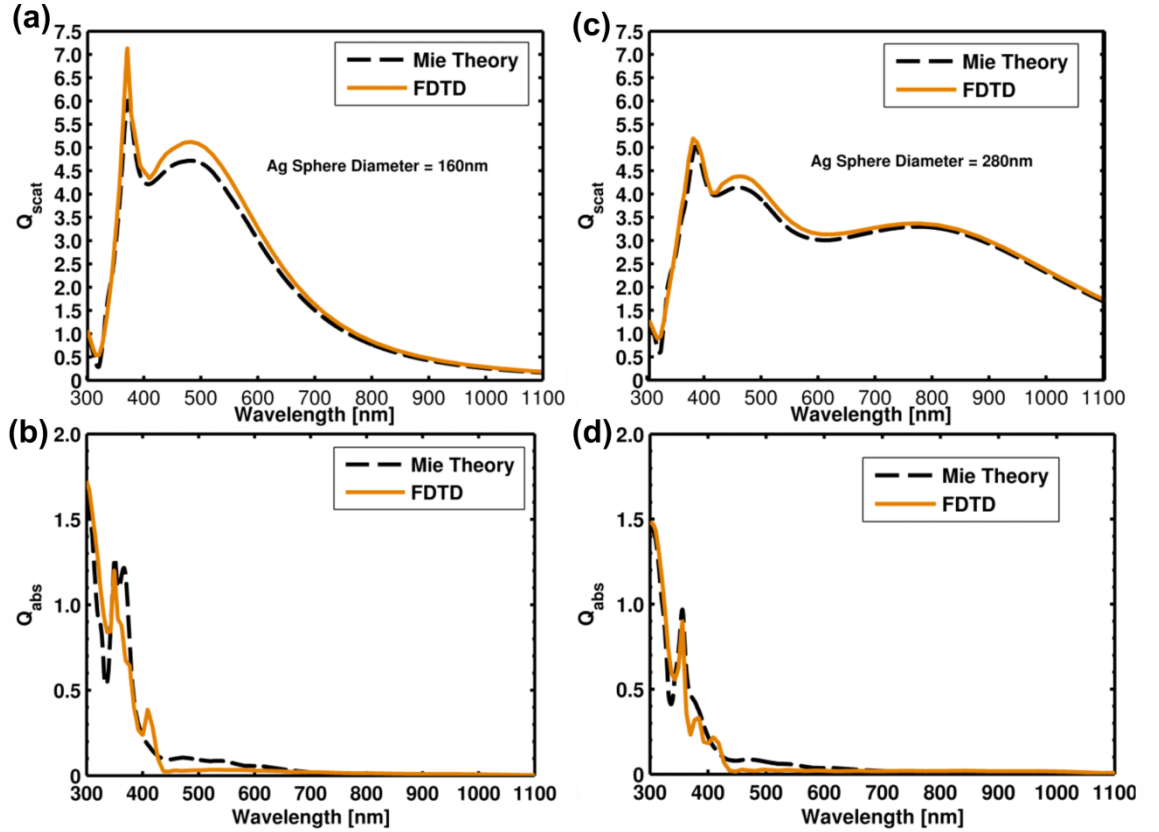 (a)
7.5
7.0
6.5
6.0
5.5
5.0
4.5
4.0
3.5
3.0
2.5
2.0
1.5
1.0
0.5
0
Qscat
Mie Theory
FDTD
Ag Sphere Diameter = 160nm
300 400 500 600 700 800 900 1000 1100
Wavelength [nm]
(c)
7.5
7.0
6.5
6.0
5.5
5.0
4.5
4.0
3.5
3.0
2.5
2.0
1.5
1.0
0.5
0
Qscat
Mie Theory
FDTD
Ag Sphere Diameter = 280nm
300 400 500 600 700 800 900 1000 1100
Wavelength [nm]
(b)
2.0
1.5
1.0
0.5
0
Qabs
Mie Theory
FDTD
300 400 500 600 700 800 900 1000 1100
Wavelength [nm]
(d)
2.0
1.5
1.0
0.5
0
Qabs
Mie Theory
FDTD
300 400 500 600 700 800 900 1000 1100
Wavelength [nm]